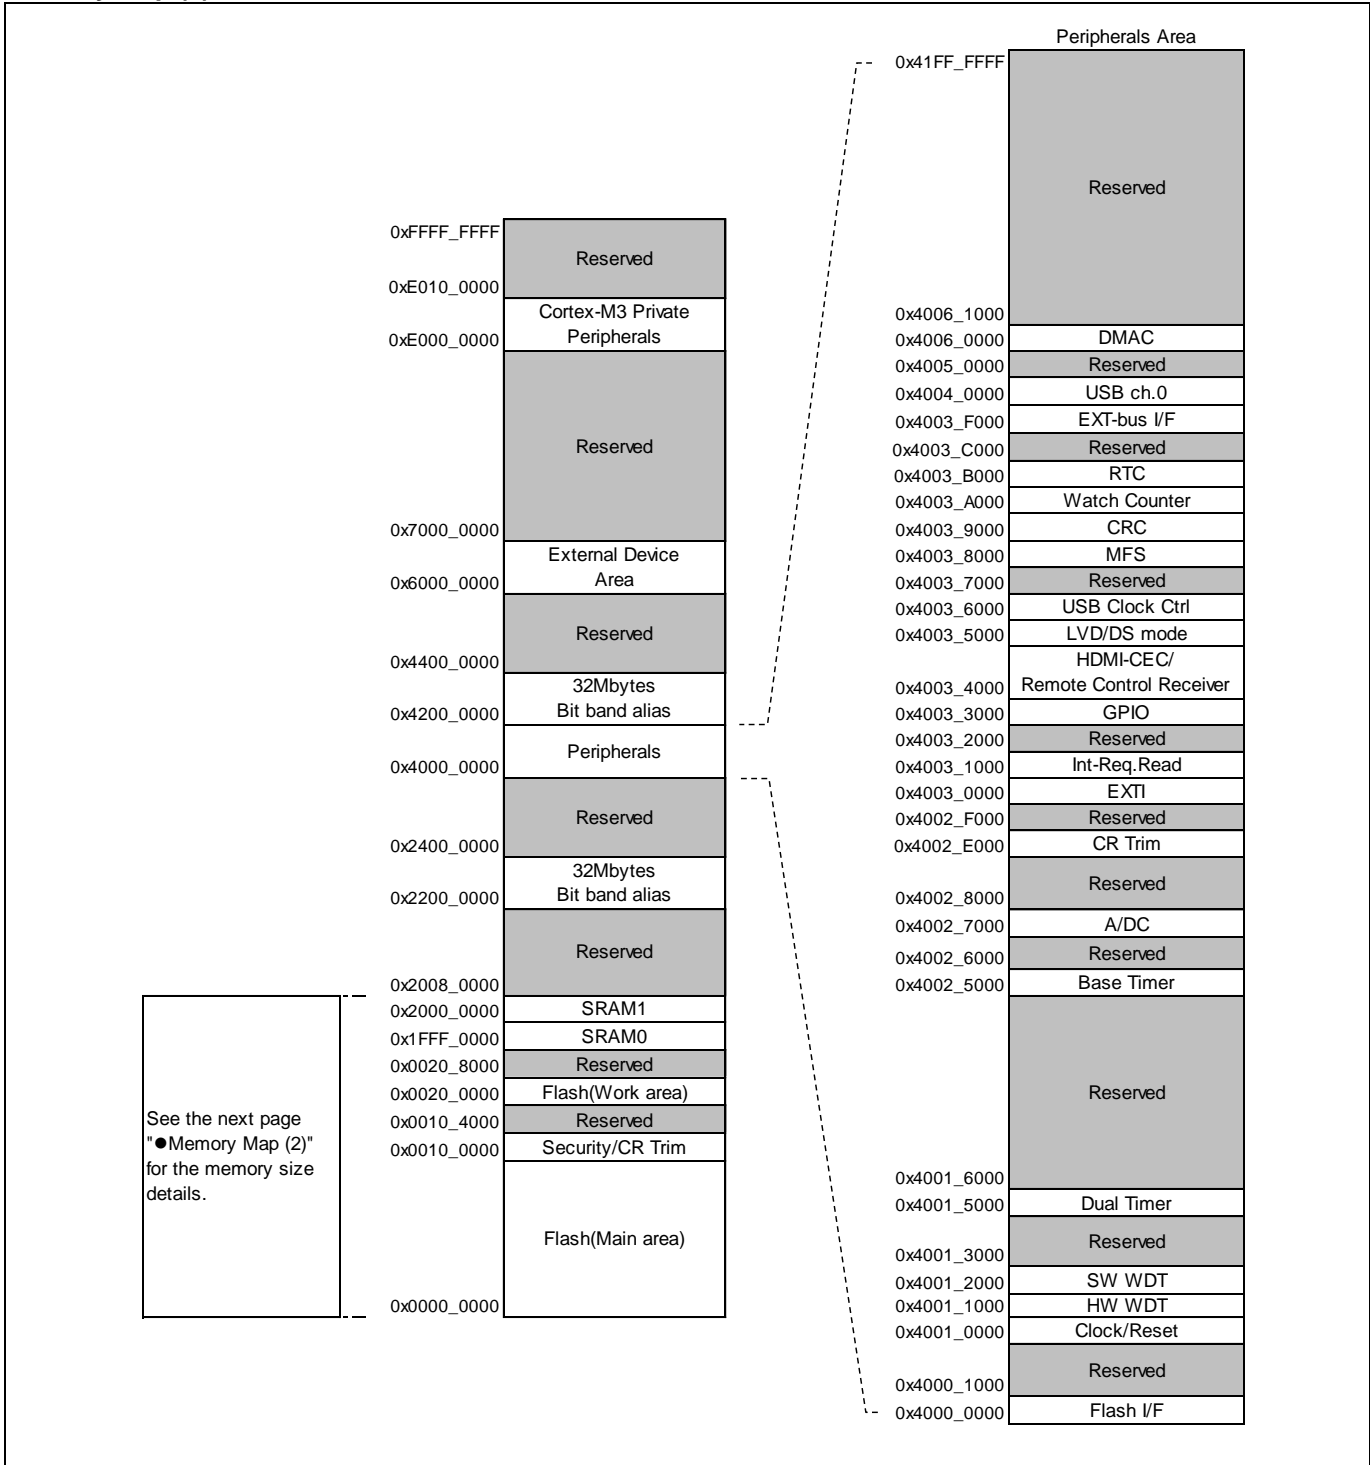 Peripherals Area
0x41FF_FFFF
Reserved
0x4006_1000
0x4006_0000 DMAC
0x4005_0000 Reserved
0x4004_0000 USB ch.0
0x4003_F000 EXT-bus I/F
0x4003_C000 Reserved
0x4003_B000 RTC
0x4003_A000 Watch Counter
0x4003_9000 CRC
0x4003_8000 MFS
0x4003_7000 Reserved
0x4003_6000 USB Clock Ctrl
0x4003_5000 LVD/DS mode
HDMI-CEC/
0x4003_4000 Remote Control Receiver
0x4003_3000 GPIO
0x4003_2000 Reserved
0x4003_1000 Int-Req.Read
0x4003_0000 EXTI
0x4002_F000 Reserved
0x4002_E000 CR Trim
Reserved
0x4002_8000
0x4002_7000 A/DC
0x4002_6000 Reserved
0x4002_5000 Base Timer
Reserved
0x4001_6000
0x4001_5000 Dual Timer
Reserved
0x4001_3000
0x4001_2000 SW WDT
0x4001_1000 HW WDT
0x4001_0000 Clock/Reset
Reserved
0x4000_1000
0x4000_0000 Flash I/F
0xFFFF_FFFF
Reserved
0xE010_0000
Cortex-M3 Private
0xE000_0000 Peripherals
Reserved
0x7000_0000
External Device
0x6000_0000 Area
Reserved
0x4400_0000
32Mbytes
0x4200_0000 Bit band alias
Peripherals
0x4000_0000
Reserved
0x2400_0000
32Mbytes
0x2200_0000 Bit band alias
Reserved
0x2008_0000
0x2000_0000 SRAM1
0x1FFF_0000 SRAM0
0x0020_8000 Reserved
0x0020_0000 Flash(Work area)
0x0010_4000 Reserved
0x0010_0000 Security/CR Trim
Flash(Main area)
0x0000_0000
See the next page
"●Memory Map (2)"
for the memory size
details.